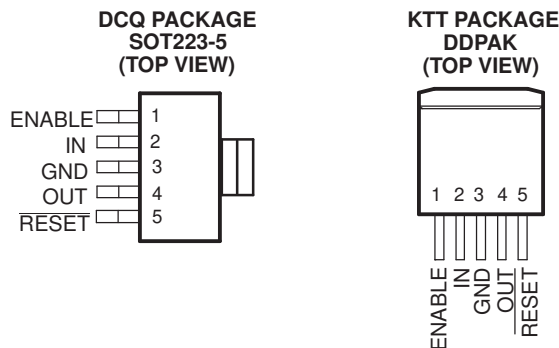 DCQ PACKAGE
SOT223-5
(TOP VIEW)
ENABLE 1
IN 2
GND 3
OUT 4
RESET 5
KTT PACKAGE
DDPAK
(TOP VIEW)
1 2 3 4 5
ENABLE
IN
GND
OUT
RESET